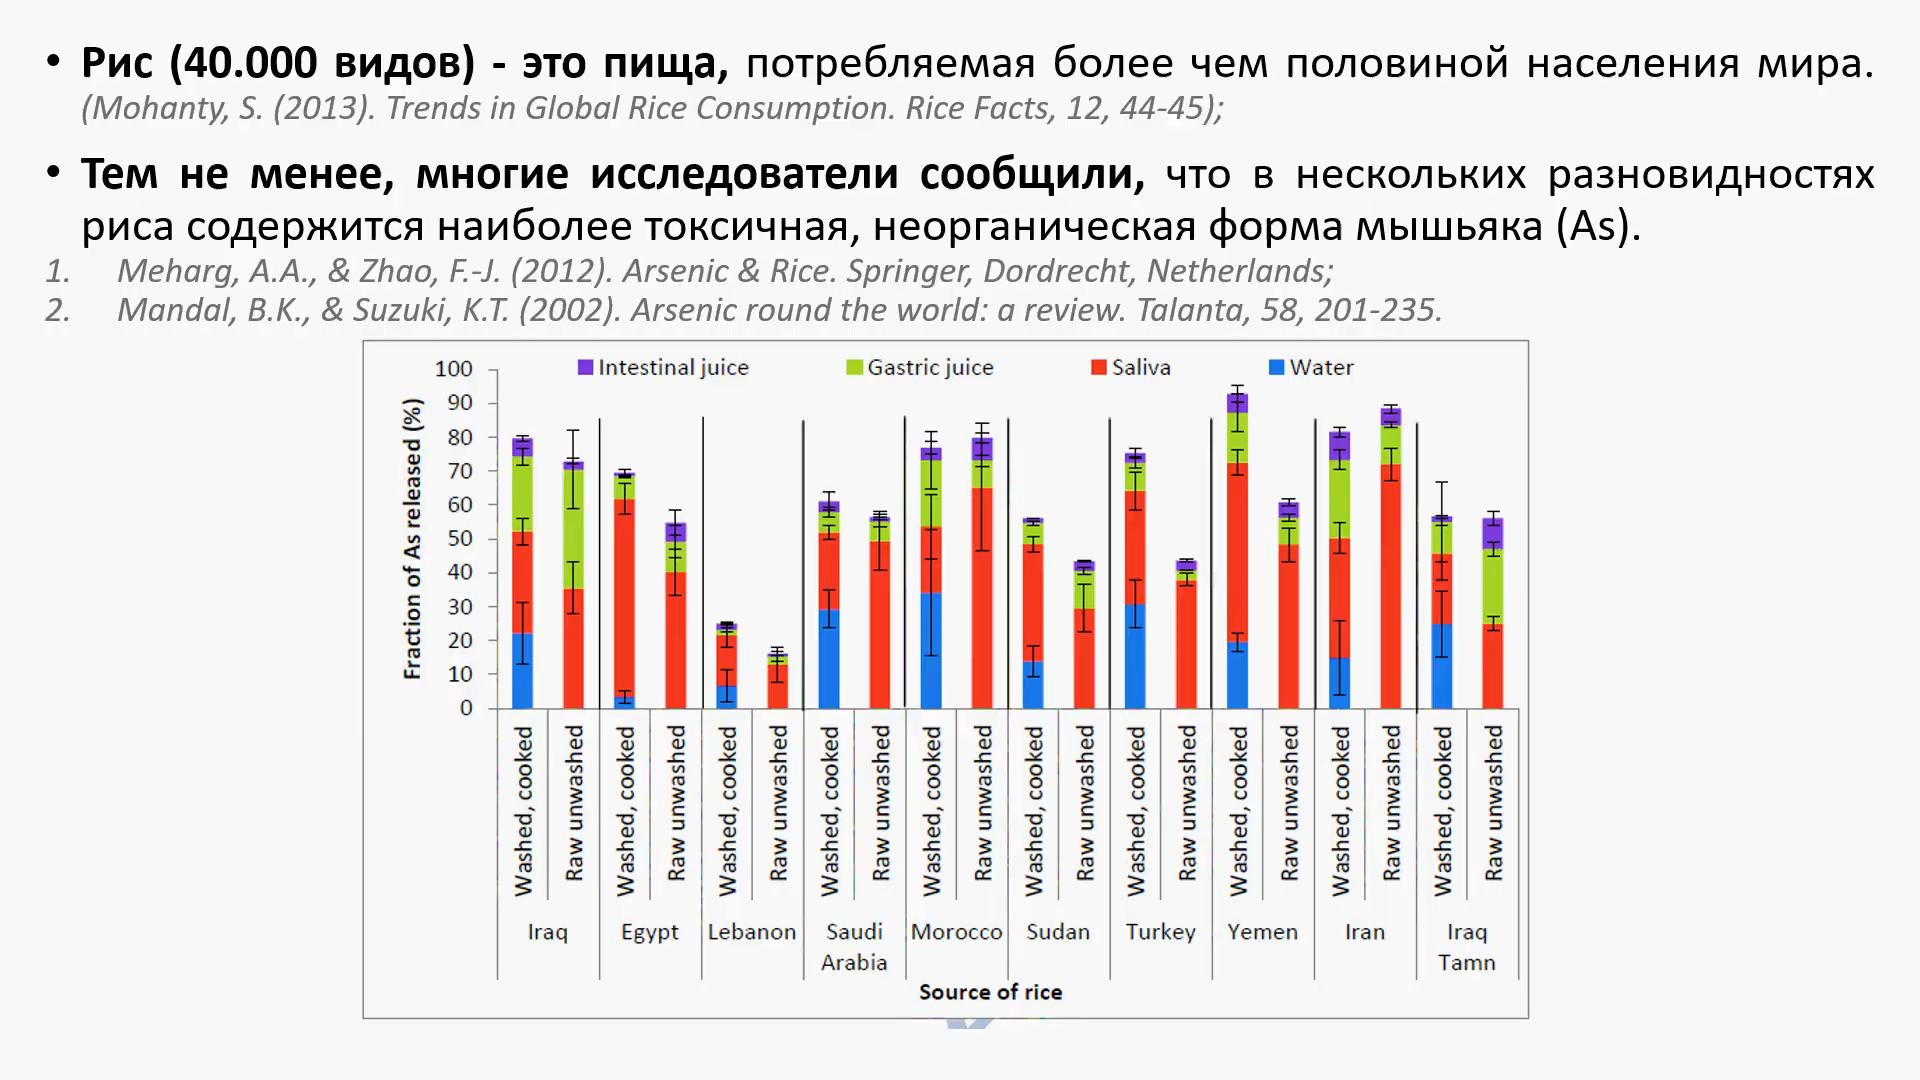 • Рис (40.000 видов) - это пища, потребляемая более чем половиной населения мира.
(Mohanty, S. (2013). Trends in Global Rice Consumption. Rice Facts, 12, 44-45);
• Тем не менее, многие исследователи сообщили, что в нескольких разновидностях
риса содержится наиболее токсичная, неорганическая форма мышьяка (As).
1. Meharg, A.A., & Zhao, F.-J. (2012). Arsenic & Rice. Springer, Dordrecht, Netherlands;
2. Mandal, B.K., & Suzuki, K.T. (2002). Arsenic round the world: a review. Talanta, 58, 201-235.
Intestinal juice Gastric juice Saliva Water
Fraction of As released (%)
100
90
80
70
60
50
40
30
20
10
0
Washed, cooked
Raw unwashed
Washed, cooked
Raw unwashed
Washed, cooked
Raw unwashed
Washed, cooked
Raw unwashed
Washed, cooked
Raw unwashed
Washed, cooked
Raw unwashed
Washed, cooked
Raw unwashed
Washed, cooked
Raw unwashed
Washed, cooked
Raw unwashed
Washed, cooked
Raw unwashed
Iraq
Egypt
Lebanon
Saudi
Arabia
Morocco
Sudan
Turkey
Yemen
Iran
Iraq
Tamn
Source of rice